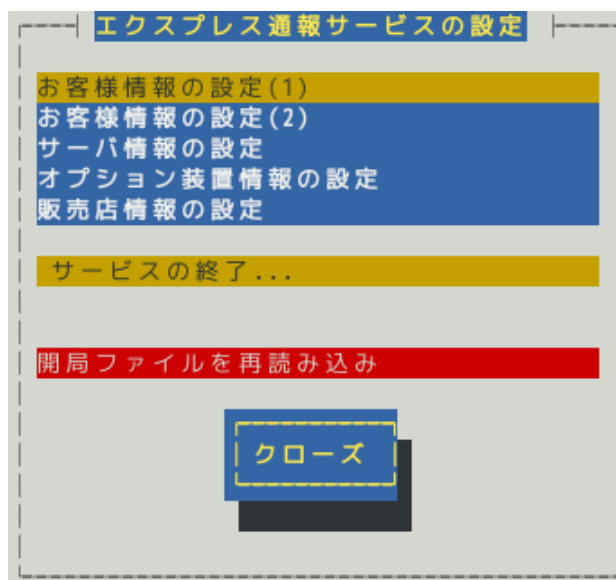 エクスプレス通報サービスの設定
お客様情報の設定(1)
お客様情報の設定(2)
サーバ情報の設定
オプション装置情報の設定
販売店情報の設定
サービスの終了...
開局ファイルを再読み込み
クローズ